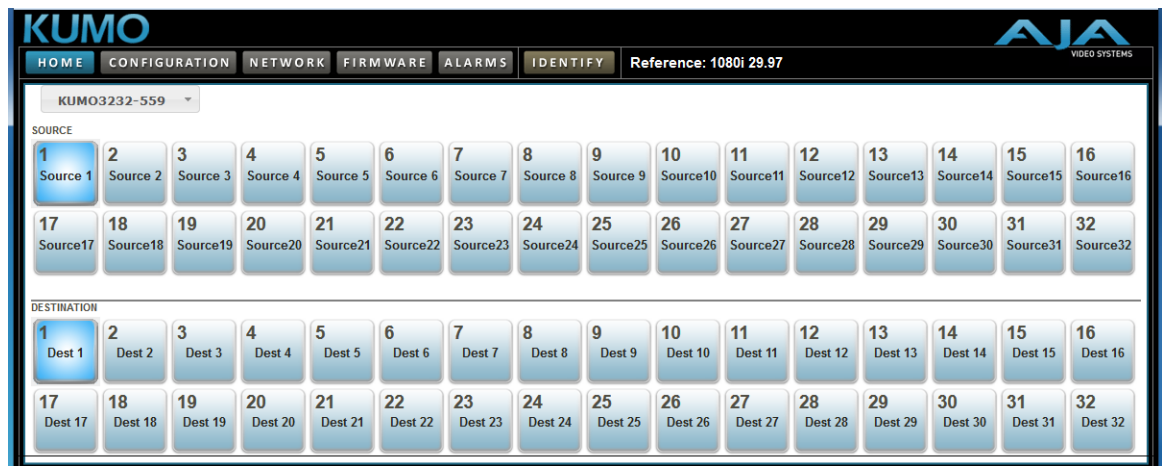 KUMO
AJA
VIDEO SYSTEMS
HOME CONFIGURATION NETWORK FIRMWARE ALARMS IDENTIFY Reference: 1080i 29.97
KUMO3232-559
SOURCE
1 2 3 4 5 6 7 8 9 10 11 12 13 14 15 16
Source 1 Source 2 Source 3 Source 4 Source 5 Source 6 Source 7 Source 8 Source 9 Source10 Source11 Source12 Source13 Source14 Source15 Source16
17 18 19 20 21 22 23 24 25 26 27 28 29 30 31 32
Source17 Source18 Source19 Source20 Source21 Source22 Source23 Source24 Source25 Source26 Source27 Source28 Source29 Source30 Source31 Source32
DESTINATION
1 2 3 4 5 6 7 8 9 10 11 12 13 14 15 16
Dest 1 Dest 2 Dest 3 Dest 4 Dest 5 Dest 6 Dest 7 Dest 8 Dest 9 Dest 10 Dest 11 Dest 12 Dest 13 Dest 14 Dest 15 Dest 16
17 18 19 20 21 22 23 24 25 26 27 28 29 30 31 32
Dest 17 Dest 18 Dest 19 Dest 20 Dest 21 Dest 22 Dest 23 Dest 24 Dest 25 Dest 26 Dest 27 Dest 28 Dest 29 Dest 30 Dest 31 Dest 32